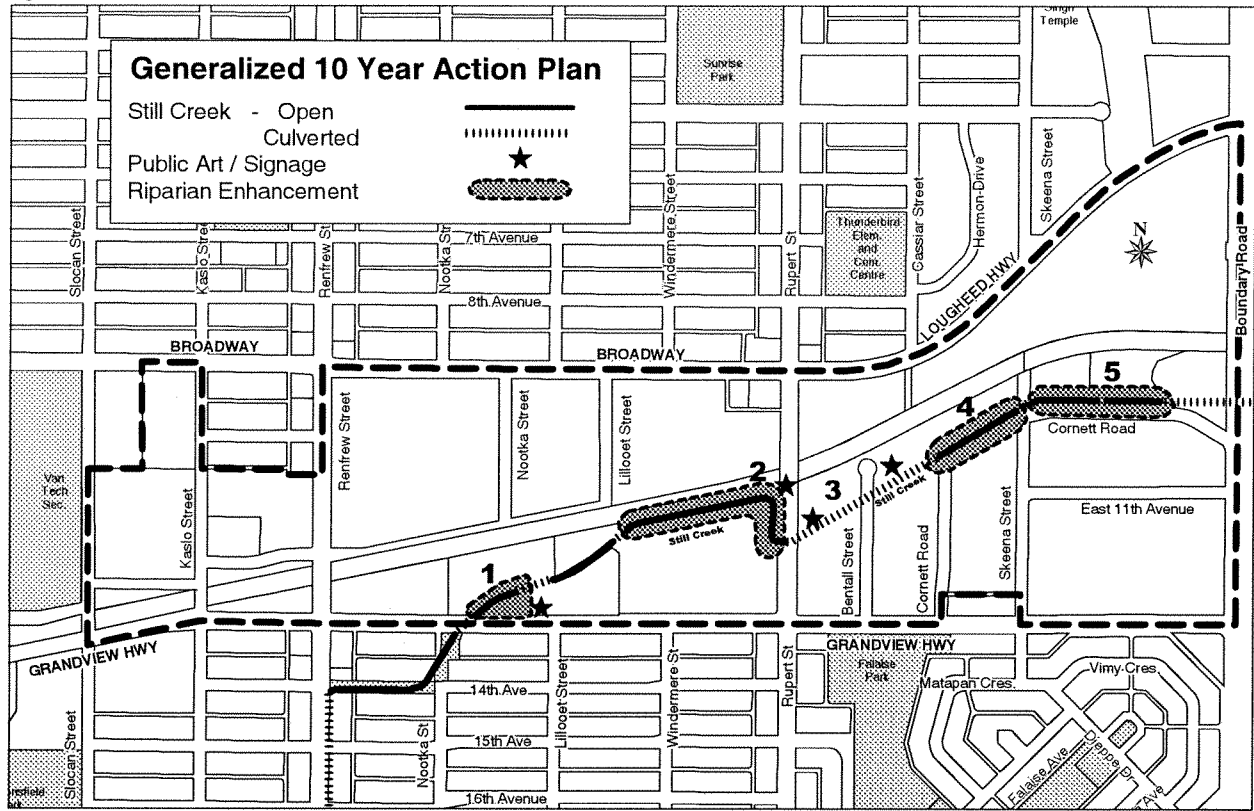 Singh
Temple
Generalized 10 Year Action Plan
Still Creek - Open
Culverted
Public Art / Signage
Riparian Enhancement
Sunrise
Park
Slocan Street
Kaslo Street
Renfrew St
Nootka St
7th Avenue
8th Avenue
Windermere Street
Rupert St
Thunderbird
Elem.
and
Com.
Centre
Cassiar Street
Hermon Drive
Skeena Street
LOUGHEED HWY
N
Boundary Road
BROADWAY
BROADWAY
Van
Tech
Sec.
Kaslo Street
Renfrew Street
Nootka Street
Lillooet Street
1
2
3
4
5
Still Creek
Still Creek
Cornett Road
East 11th Avenue
Bentall Street
Cornett Road
Skeena Street
GRANDVIEW HWY
GRANDVIEW HWY
Slocan Street
14th Ave
15th Ave
16th Avenue
Nootka St
Lillooet Street
Windermere St
Rupert St
Falaise
Park
Matapan Cres.
Vimy Cres.
Dieppe Dr
Falaise Ave
Ave